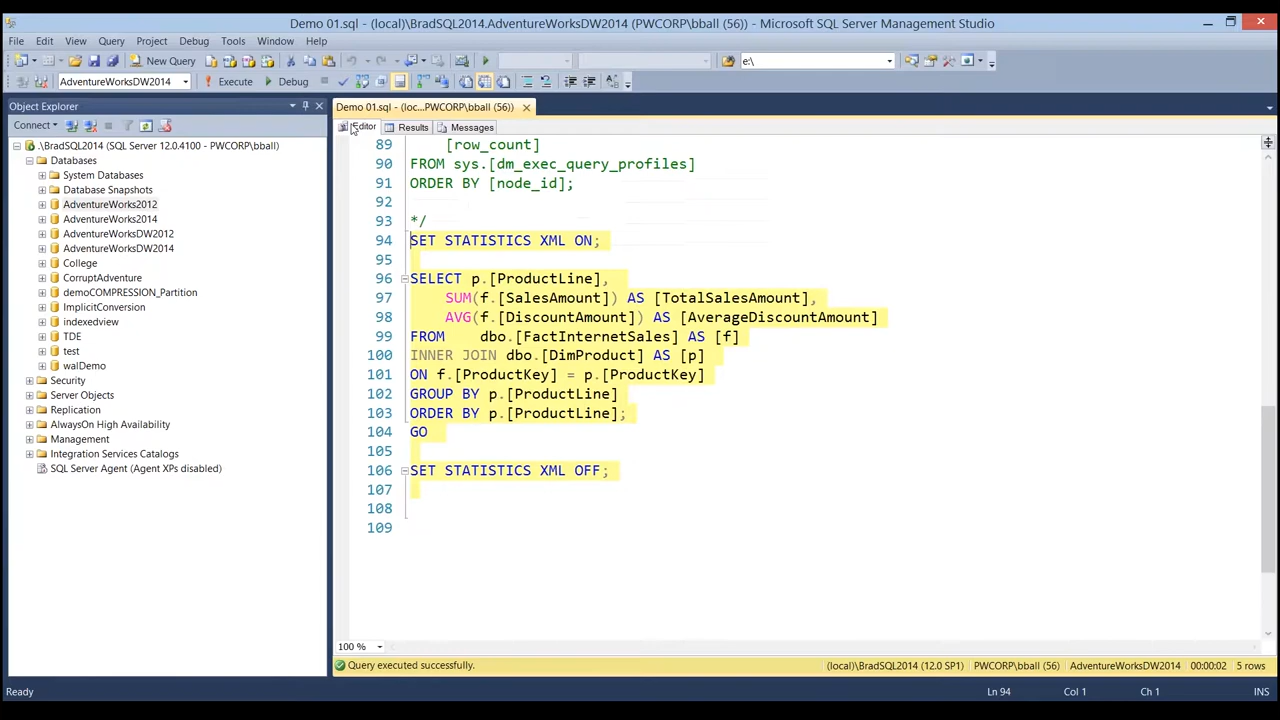 Demo 01.sql - (local)\BradSQL2014.AdventureWorksDW2014 (PWCORP\bball (56)) - Microsoft SQL Server Management Studio
File Edit View Query Project Debug Tools Window Help
New Query e:\
AdventureWorksDW2014 Execute Debug
Object Explorer
Connect
.\BradSQL2014 (SQL Server 12.0.4100 - PWCORP\bball)
Databases
System Databases
Database Snapshots
AdventureWorks2012
AdventureWorks2014
AdventureWorksDW2012
AdventureWorksDW2014
College
CorruptAdventure
demoCOMPRESSION_Partition
ImplicitConversion
indexedview
TDE
test
walDemo
Security
Server Objects
Replication
AlwaysOn High Availability
Management
Integration Services Catalogs
SQL Server Agent (Agent XPs disabled)
Demo 01.sql - (loc...PWCORP\bball (56))
Editor Results Messages
89 [row_count]
90 FROM sys.[dm_exec_query_profiles]
91 ORDER BY [node_id];
92
93 */
94 SET STATISTICS XML ON;
95
96 SELECT p.[ProductLine],
97 SUM(f.[SalesAmount]) AS [TotalSalesAmount],
98 AVG(f.[DiscountAmount]) AS [AverageDiscountAmount]
99 FROM dbo.[FactInternetSales] AS [f]
100 INNER JOIN dbo.[DimProduct] AS [p]
101 ON f.[ProductKey] = p.[ProductKey]
102 GROUP BY p.[ProductLine]
103 ORDER BY p.[ProductLine];
104 GO
105
106 SET STATISTICS XML OFF;
107
108
109
100 %
Query executed successfully. (local)\BradSQL2014 (12.0 SP1) PWCORP\bball (56) AdventureWorksDW2014 00:00:02 5 rows
Ready Ln 94 Col 1 Ch 1 INS